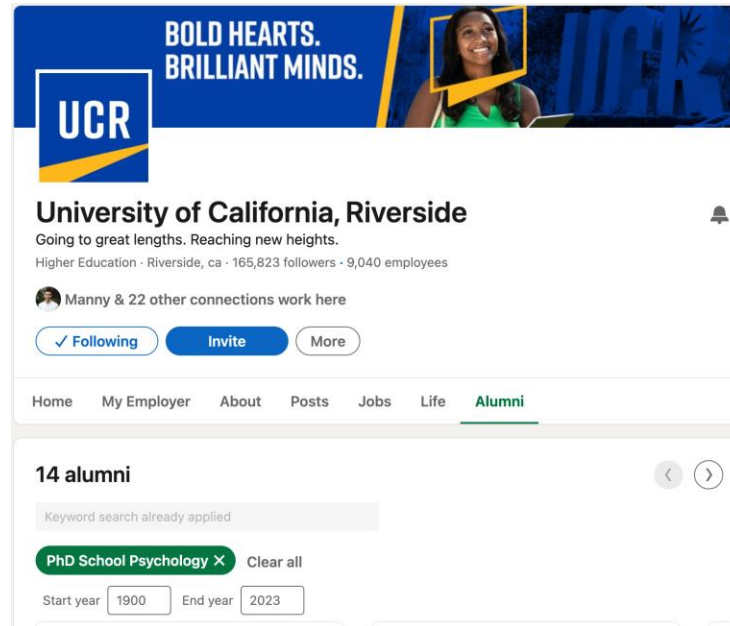 BOLD HEARTS.
BRILLIANT MINDS.
UCR
UCR
University of California, Riverside
Going to great lengths. Reaching new heights.
Higher Education · Riverside, ca · 165,823 followers · 9,040 employees
Manny & 22 other connections work here
✓ Following Invite More
Home My Employer About Posts Jobs Life Alumni
14 alumni
Keyword search already applied
PhD School Psychology × Clear all
Start year 1900 End year 2023